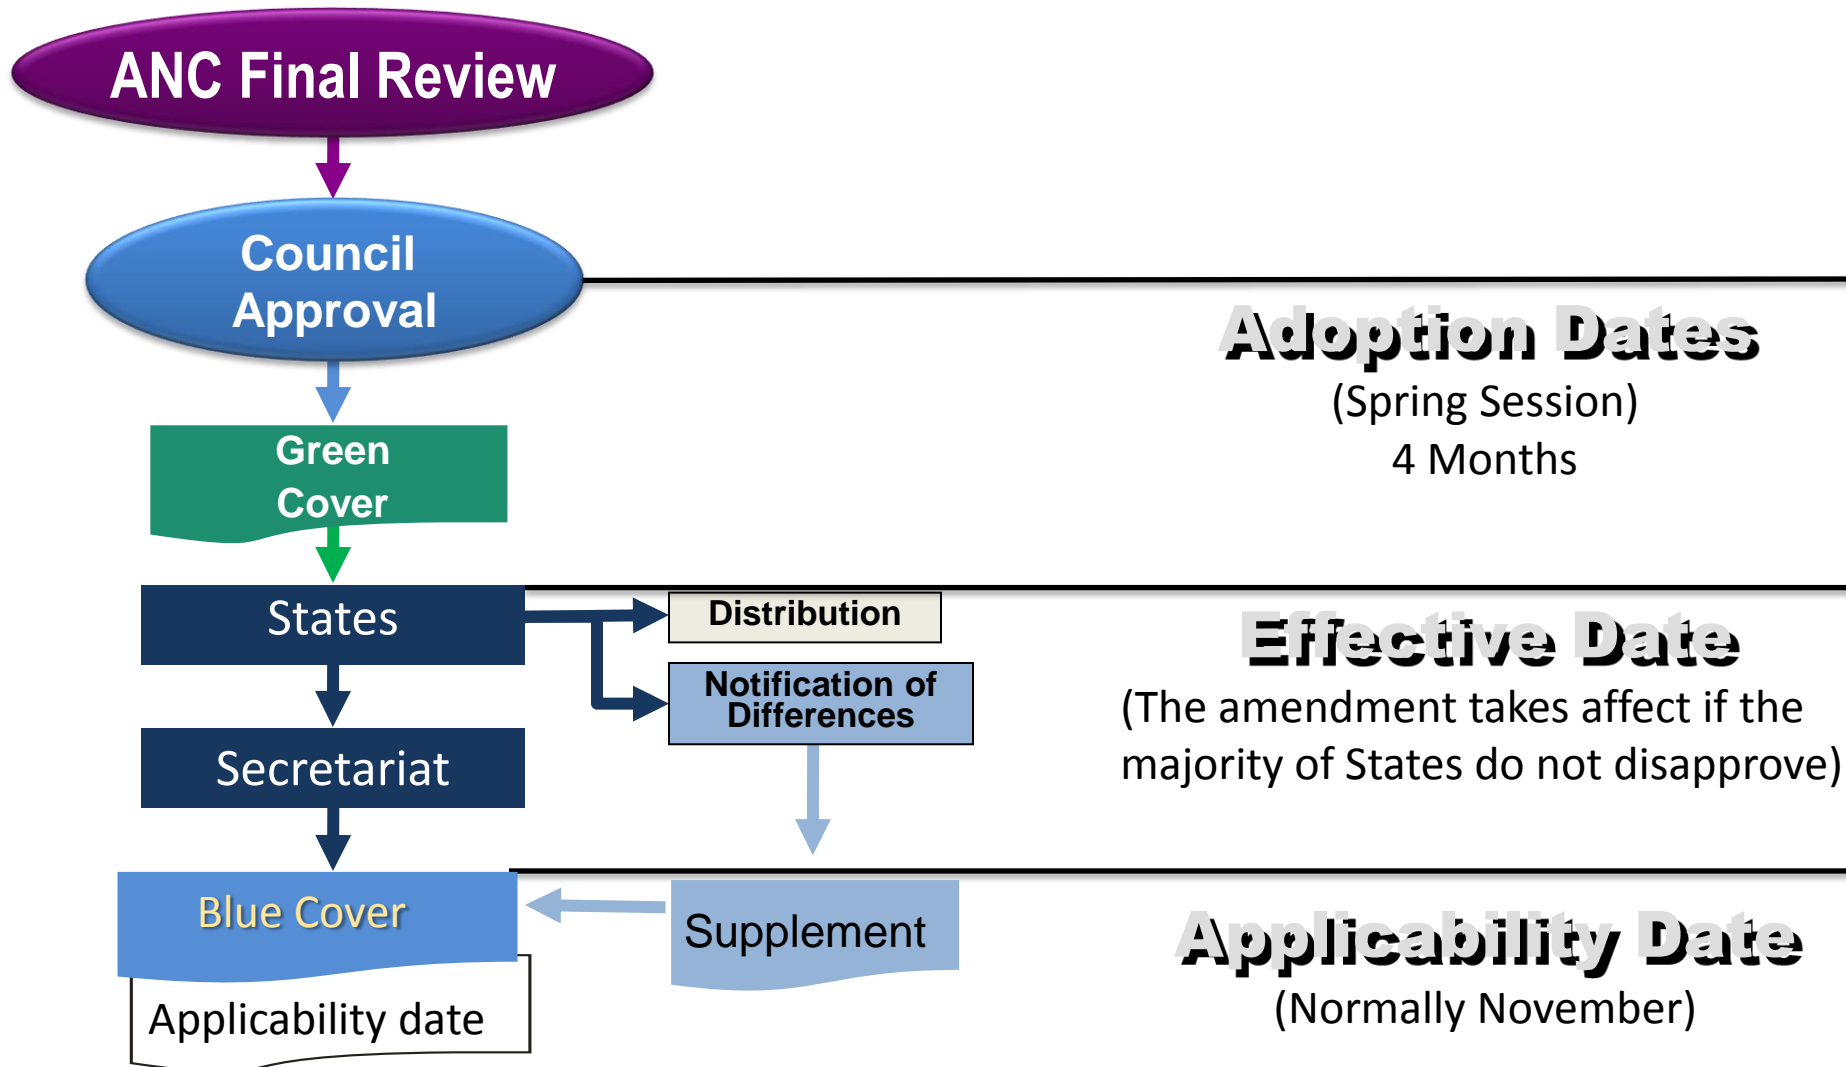 ANC Final Review
Council
Approval
Adoption Dates
(Spring Session)
4 Months
Green
Cover
States
Distribution
Effective Date
Notification of
Differences
(The amendment takes affect if the
majority of States do not disapprove)
Secretariat
Blue Cover
Supplement
Applicability Date
(Normally November)
Applicability date